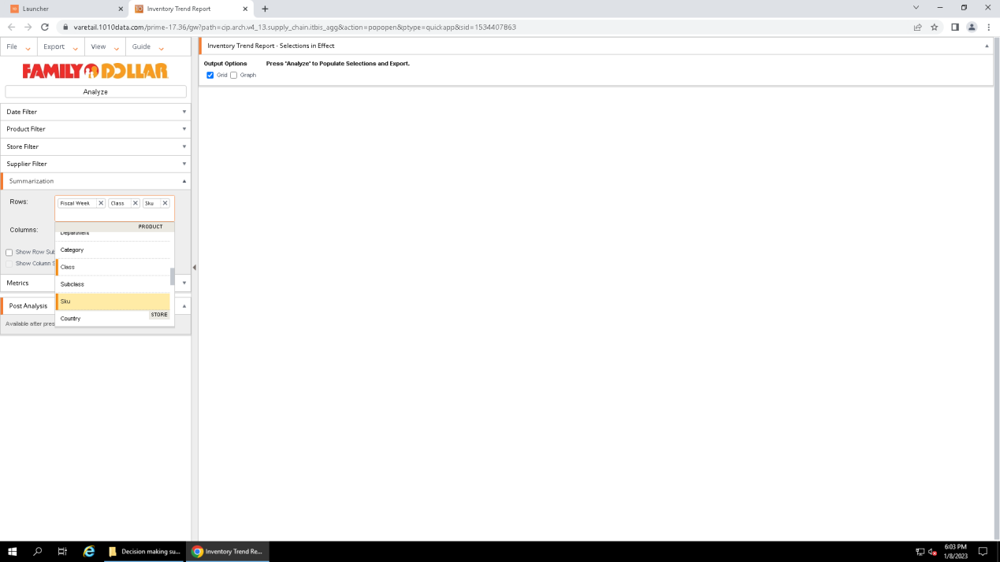 Launcher
Inventory Trend Report
varetail.1010data.com/prime-17.36/gw?path=cip.arch.v4_13.supply_chain.itbis_agg&action=popopen&ptype=quickapp&sid=1534407863
File Export View Guide
FAMILY DOLLAR
Analyze
Date Filter
Product Filter
Store Filter
Supplier Filter
Summarization
Rows: Fiscal Week Class Sku
PRODUCT
Columns:
Department
Category
Show Row Sub
Show Column S
Class
Metrics
Subclass
Sku
Post Analysis
STORE
Country
Available after pres
Inventory Trend Report - Selections in Effect
Output Options Press 'Analyze' to Populate Selections and Export.
Grid Graph
Decision making su...
Inventory Trend Re...
6:03 PM
1/8/2023